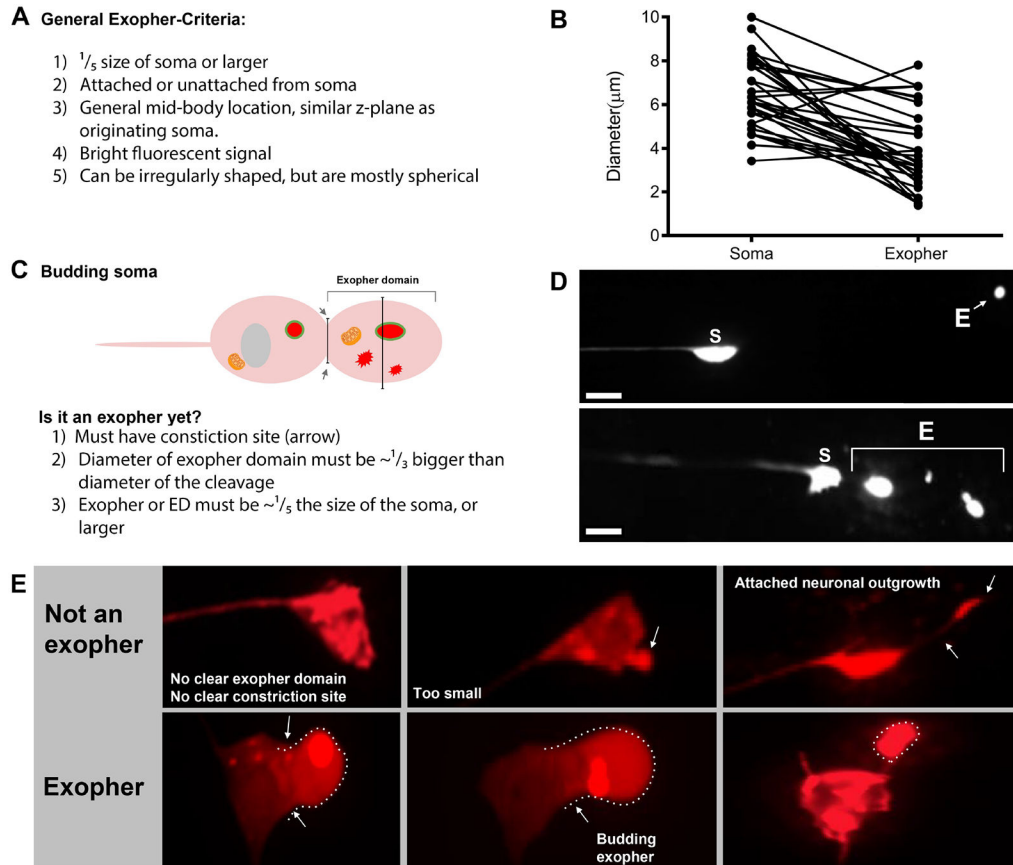 A General Exopher-Criteria:
1) ¹/₅ size of soma or larger
2) Attached or unattached from soma
3) General mid-body location, similar z-plane as
originating soma.
4) Bright fluorescent signal
5) Can be irregularly shaped, but are mostly spherical
B
10
8
6
4
2
0
Diameter(μm)
Soma Exopher
C Budding soma
Exopher domain
Is it an exopher yet?
1) Must have constiction site (arrow)
2) Diameter of exopher domain must be ~¹/₃ bigger than
diameter of the cleavage
3) Exopher or ED must be ~¹/₅ the size of the soma, or
larger
D
S
E
S
E
E
Not an
exopher
No clear exopher domain
No clear constriction site
Too small
Attached neuronal outgrowth
Exopher
Budding
exopher